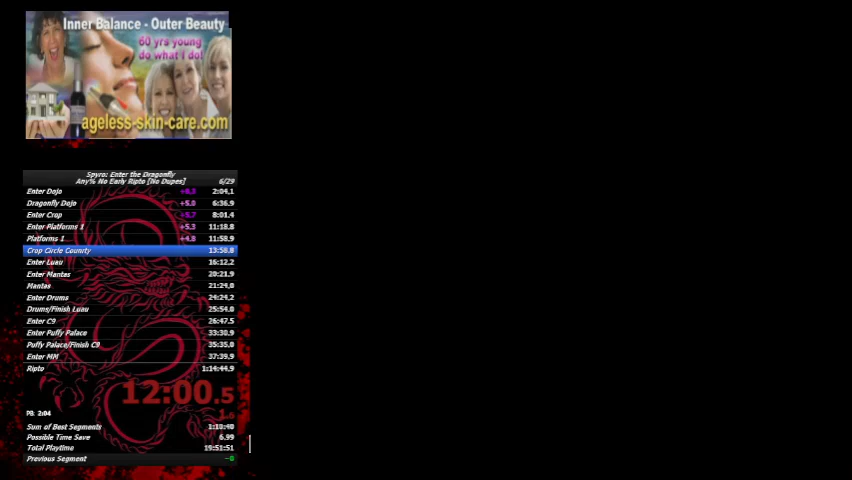 Inner Balance - Outer Beauty
60 yrs young
do what I do!
ageless-skin-care.com
Spyro: Enter the Dragonfly
Any% No Early Ripto [No Dupes] 6/29
Enter Dojo 2:04.1
Dragonfly Dojo +5.0 6:36.9
Enter Crop +5.7 8:01.4
Enter Platforms 1 +5.3 11:18.8
Platforms 1 +4.8 11:58.9
Crop Circle Country 13:58.8
Enter Luau 16:12.2
Enter Mantas 20:21.9
Mantas 21:24.0
Enter Drums 24:24.2
Drums/Finish Luau 25:54.0
Enter C9 26:47.5
Enter Puffy Palace 33:30.9
Puffy Palace/Finish C9 35:35.0
Enter MM 37:39.9
Ripto 1:14:44.9
12:00.5
PB: 2:04
Sum of Best Segments 1:10:40
Possible Time Save 6.99
Total Playtime 19:51:51
Previous Segment